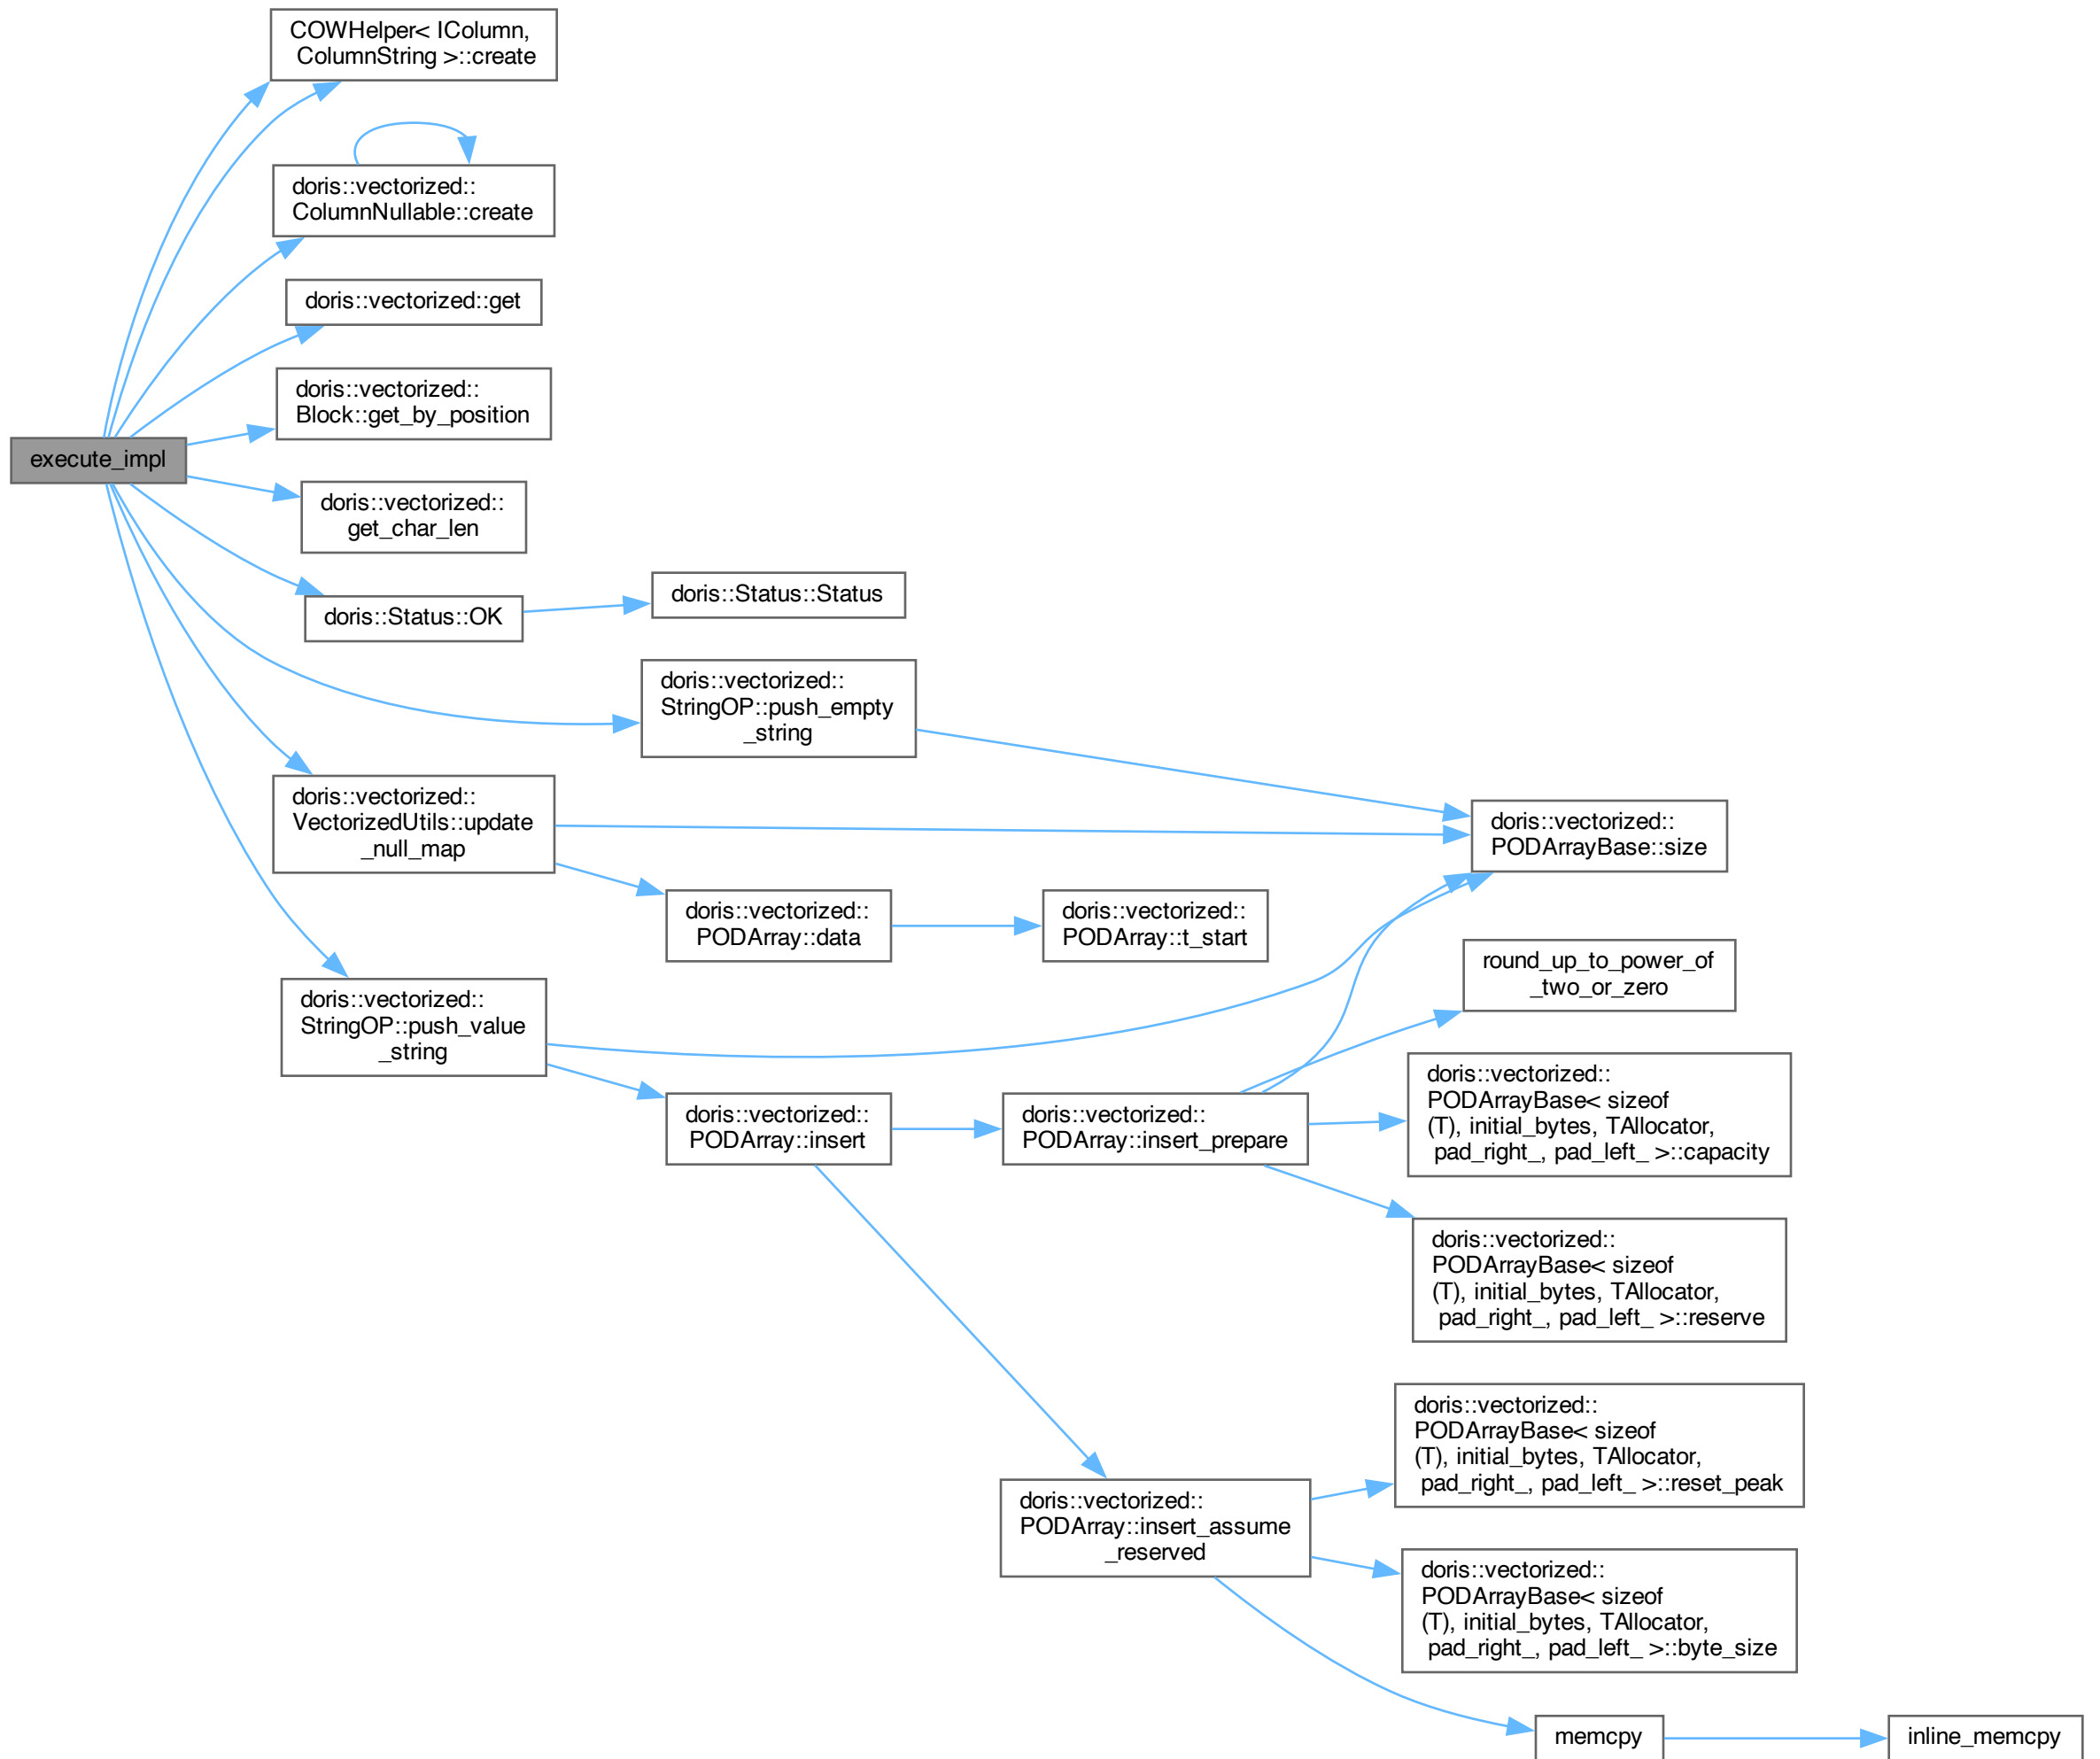 COWHelper< IColumn,
ColumnString >::create
doris::vectorized::
ColumnNullable::create
doris::vectorized::get
doris::vectorized::
Block::get_by_position
execute_impl
doris::vectorized::
get_char_len
doris::Status::OK
doris::Status::Status
doris::vectorized::
StringOP::push_empty
_string
doris::vectorized::
VectorizedUtils::update
_null_map
doris::vectorized::
PODArrayBase::size
doris::vectorized::
PODArray::data
doris::vectorized::
PODArray::t_start
doris::vectorized::
StringOP::push_value
_string
round_up_to_power_of
_two_or_zero
doris::vectorized::
PODArray::insert
doris::vectorized::
PODArray::insert_prepare
doris::vectorized::
PODArrayBase< sizeof
(T), initial_bytes, TAllocator,
pad_right_, pad_left_ >::capacity
doris::vectorized::
PODArrayBase< sizeof
(T), initial_bytes, TAllocator,
pad_right_, pad_left_ >::reserve
doris::vectorized::
PODArrayBase< sizeof
(T), initial_bytes, TAllocator,
pad_right_, pad_left_ >::reset_peak
doris::vectorized::
PODArray::insert_assume
_reserved
doris::vectorized::
PODArrayBase< sizeof
(T), initial_bytes, TAllocator,
pad_right_, pad_left_ >::byte_size
memcpy
inline_memcpy